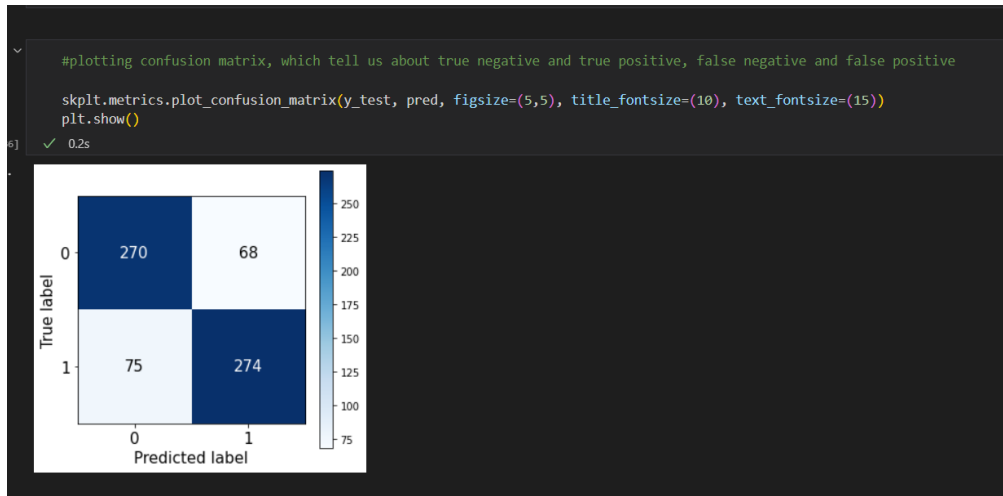 #plotting confusion matrix, which tell us about true negative and true positive, false negative and false positive
skplt.metrics.plot_confusion_matrix(y_test, pred, figsize=(5,5), title_fontsize=(10), text_fontsize=(15))
plt.show()
6]
✓ 0.2s
250
225
200
175
150
125
100
75
True label
0
270
68
1
75
274
0
1
Predicted label